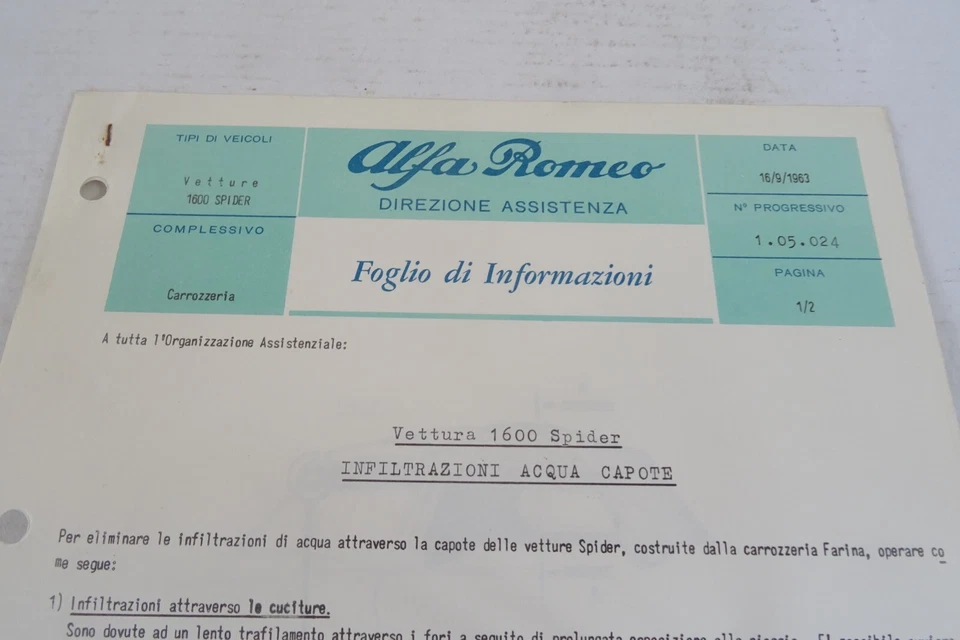 TIPI DI VEICOLI
Vetture
1600 SPIDER
COMPLESSIVO
Carrozzeria
Alfa Romeo
DIREZIONE ASSISTENZA
Foglio di Informazioni
DATA
16/9/1963
N° PROGRESSIVO
1.05.024
PAGINA
1/2
A tutta l'Organizzazione Assistenziale:
Vettura 1600 Spider
INFILTRAZIONI ACQUA CAPOTE
Per eliminare le infiltrazioni di acqua attraverso la capote delle vetture Spider, costruite dalla carrozzeria Farina, operare co
me segue:
1) Infiltrazioni attraverso le cuciture.
Sono dovute ad un lento trafilamento attraverso i fori a seguito di prolungata esposizione alla pioggia.